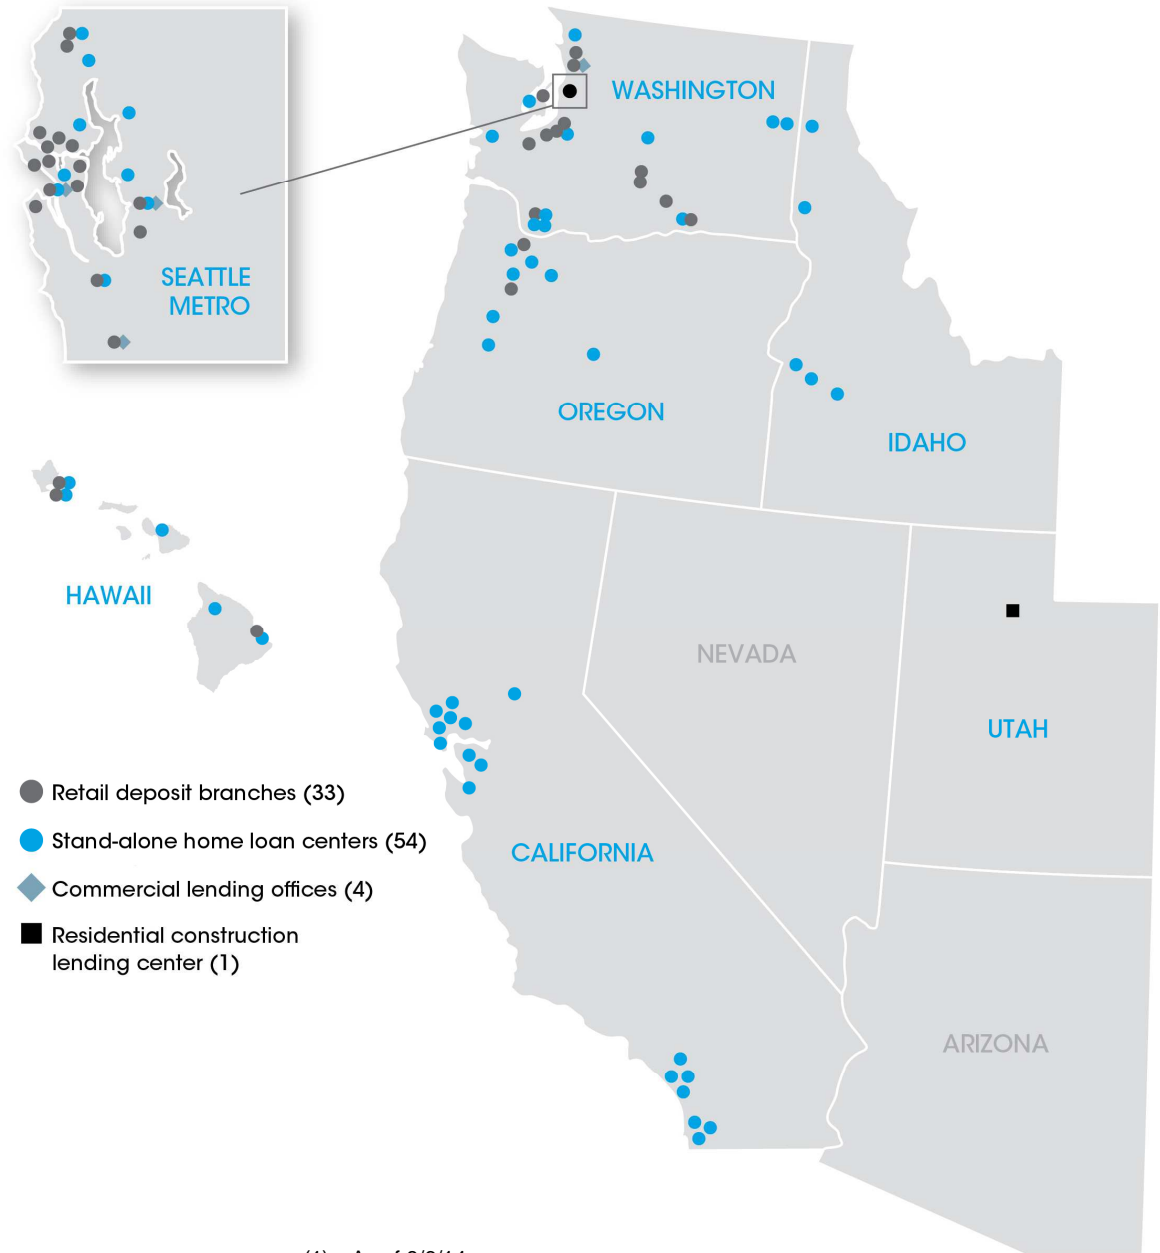 WASHINGTON
SEATTLE
METRO
OREGON
IDAHO
HAWAII
NEVADA
UTAH
Retail deposit branches (33)
Stand-alone home loan centers (54)
CALIFORNIA
Commercial lending offices (4)
Residential construction
lending center (1)
ARIZONA